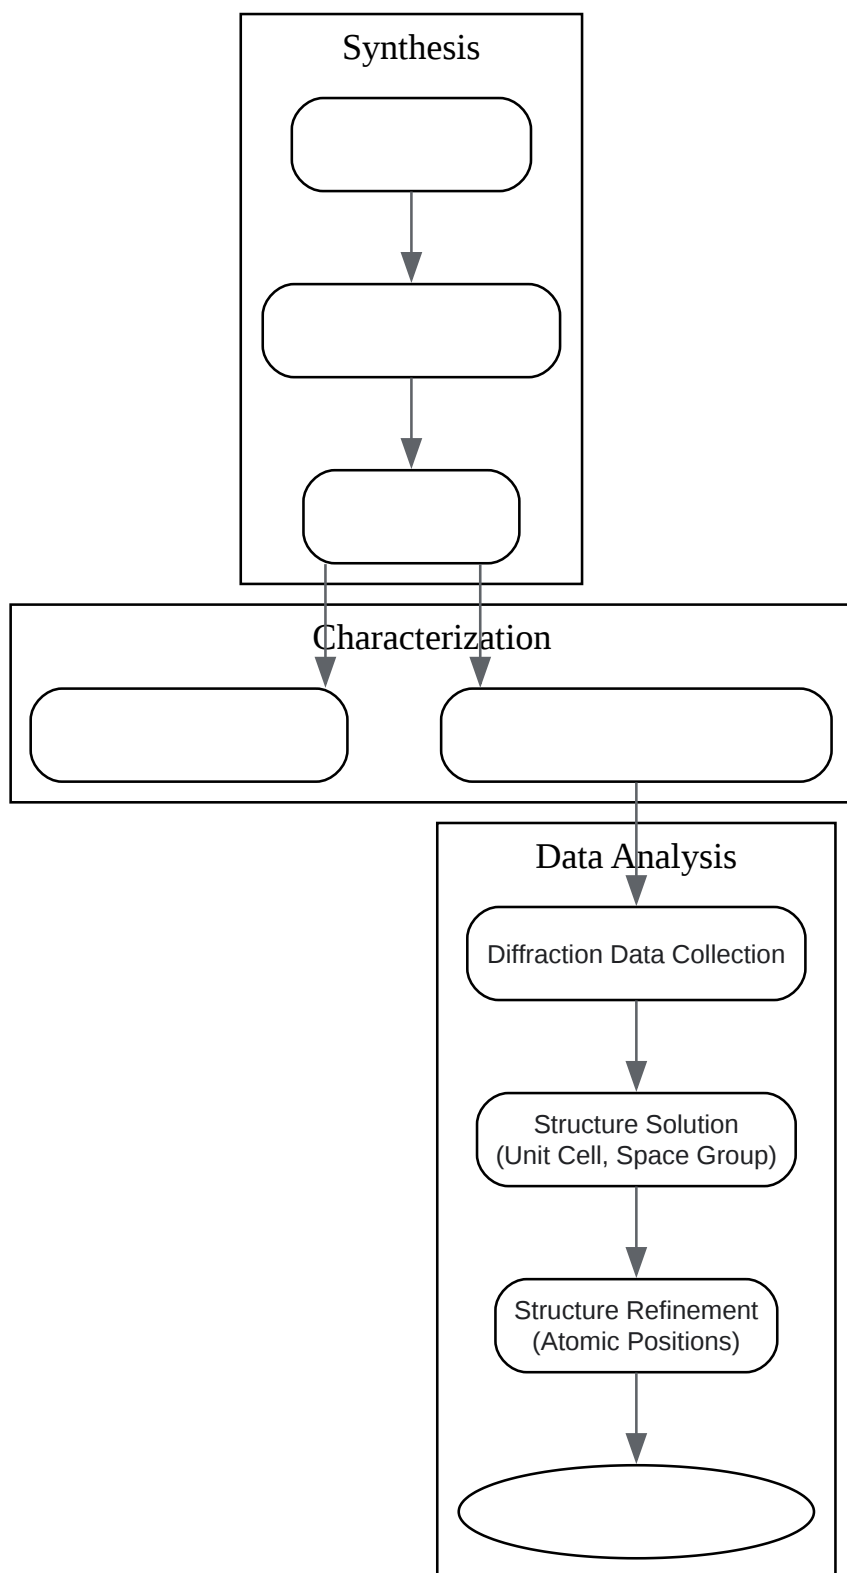 Synthesis
Characterization
Data Analysis
Diffraction Data Collection
Structure Solution
(Unit Cell, Space Group)
Structure Refinement
(Atomic Positions)